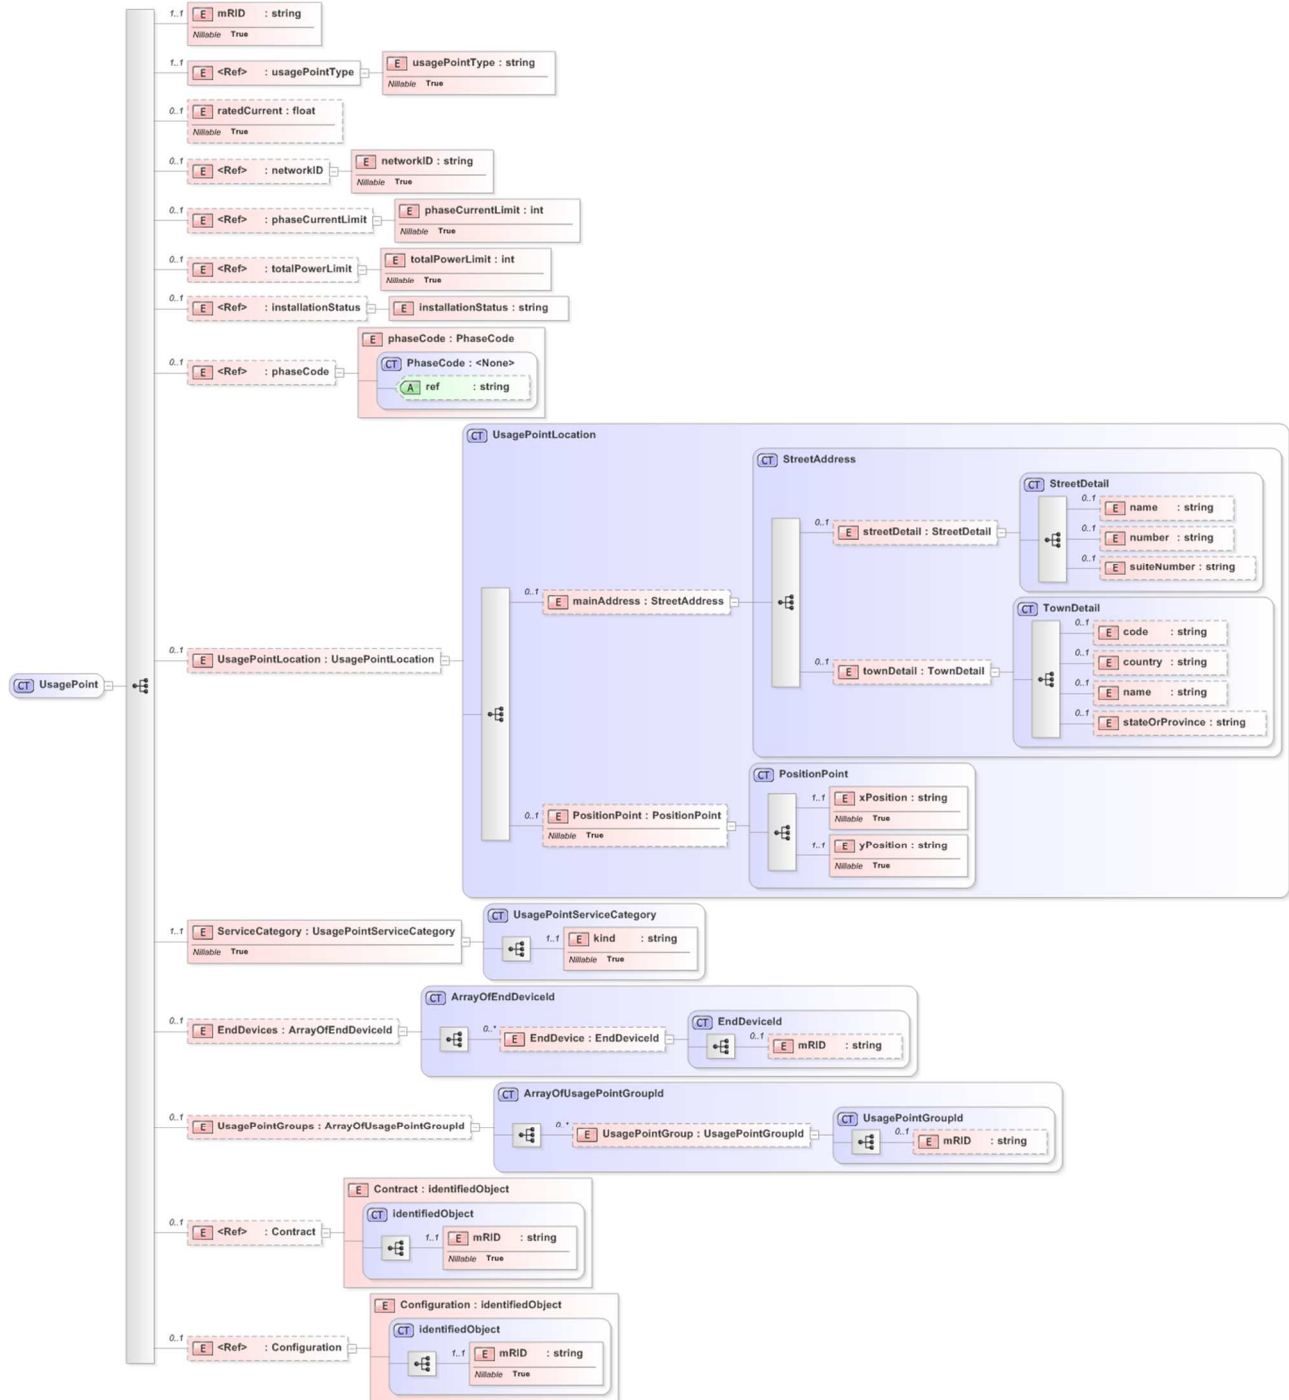 1..1 E mRID : string
Nillable True
1..1 E <Ref> : usagePointType E usagePointType : string
Nillable True
0..1 E ratedCurrent : float
Nillable True
0..1 E <Ref> : networkID E networkID : string
Nillable True
0..1 E <Ref> : phaseCurrentLimit E phaseCurrentLimit : int
Nillable True
0..1 E <Ref> : totalPowerLimit E totalPowerLimit : int
Nillable True
0..1 E <Ref> : installationStatus E installationStatus : string
E phaseCode : PhaseCode
CT PhaseCode : <None>
0..1 E <Ref> : phaseCode
A ref : string
CT UsagePointLocation
CT StreetAddress
CT StreetDetail
0..1 E name : string
0..1 E streetDetail : StreetDetail
0..1 E number : string
0..1 E suiteNumber : string
0..1 E mainAddress : StreetAddress
CT TownDetail
0..1 E code : string
0..1 E UsagePointLocation : UsagePointLocation
0..1 E country : string
0..1 E townDetail : TownDetail
CT UsagePoint
0..1 E name : string
0..1 E stateOrProvince : string
CT PositionPoint
1..1 E xPosition : string
Nillable True
0..1 E PositionPoint : PositionPoint
Nillable True
1..1 E yPosition : string
Nillable True
CT UsagePointServiceCategory
1..1 E ServiceCategory : UsagePointServiceCategory
Nillable True
1..1 E kind : string
Nillable True
CT ArrayOfEndDeviceId
CT EndDeviceId
0..1 E EndDevices : ArrayOfEndDeviceId
0..* E EndDevice : EndDeviceId
0..1 E mRID : string
CT ArrayOfUsagePointGroupId
CT UsagePointGroupId
0..1 E UsagePointGroups : ArrayOfUsagePointGroupId
0..* E UsagePointGroup : UsagePointGroupId
0..1 E mRID : string
E Contract : identifiedObject
CT identifiedObject
0..1 E <Ref> : Contract
1..1 E mRID : string
Nillable True
E Configuration : identifiedObject
CT identifiedObject
0..1 E <Ref> : Configuration
1..1 E mRID : string
Nillable True